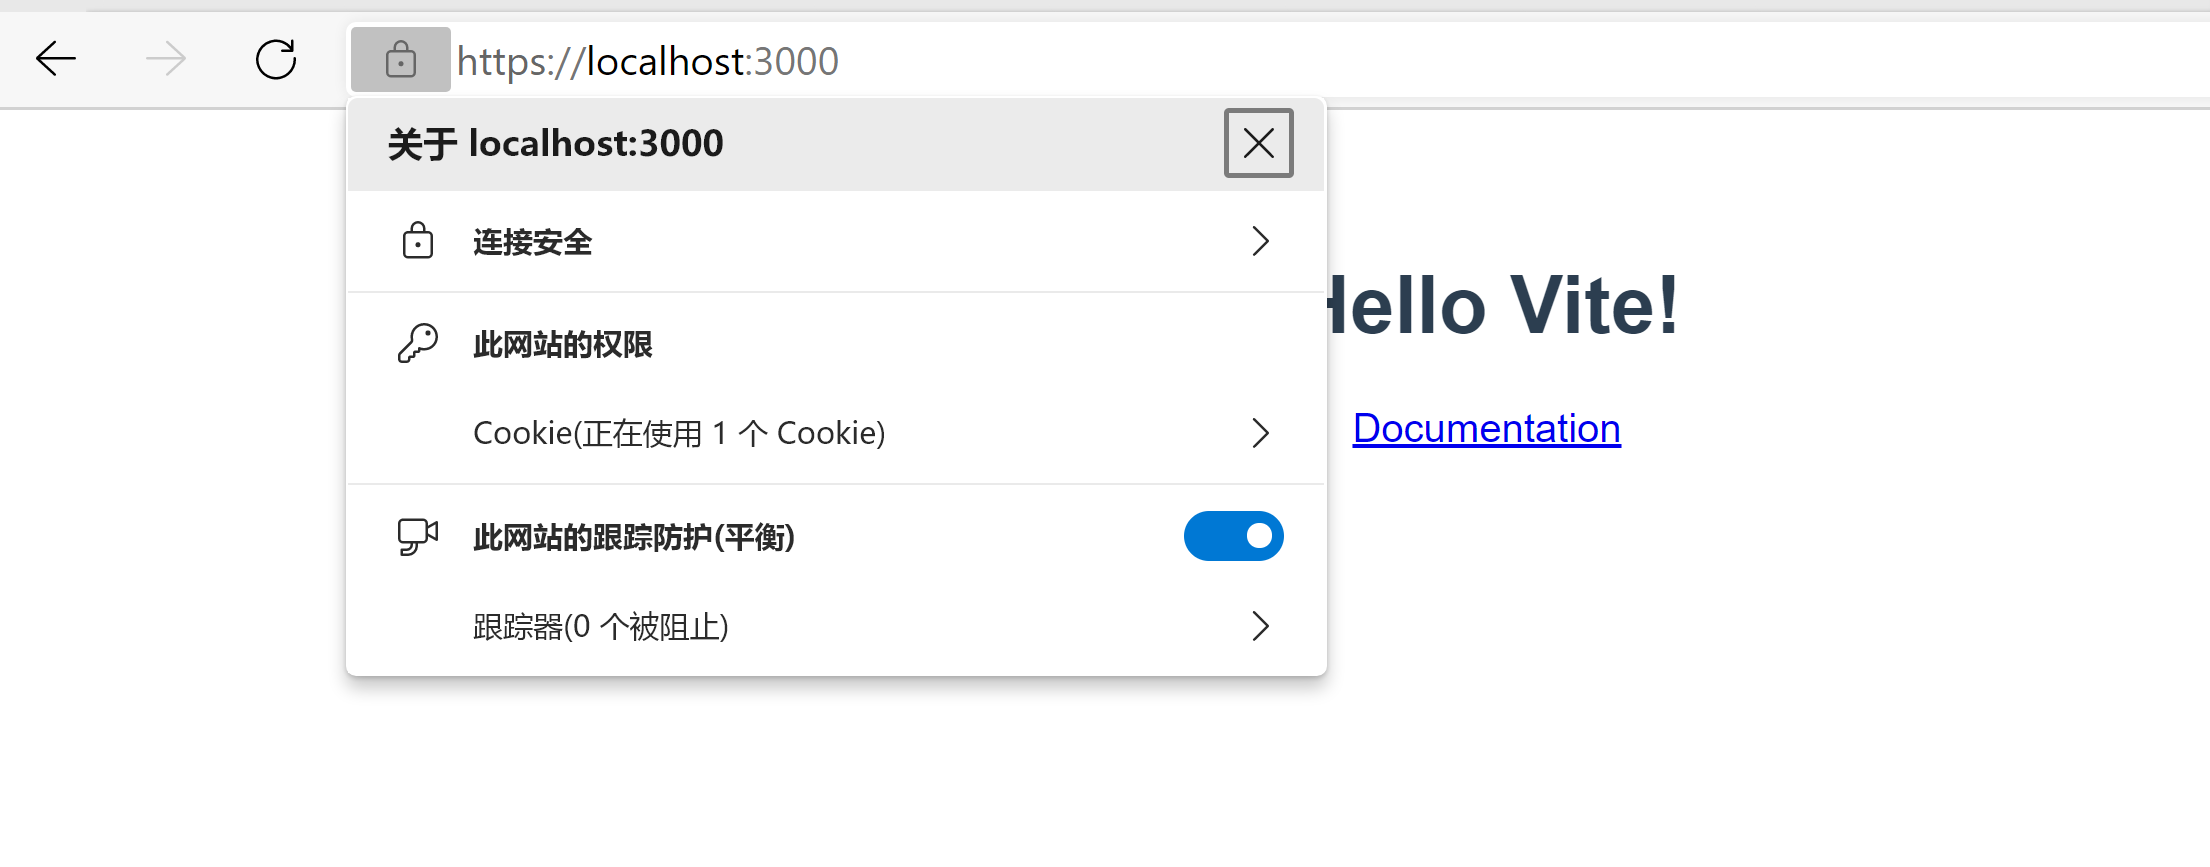 https://localhost:3000
关于 localhost:3000
连接安全
此网站的权限
Cookie(正在使用 1 个 Cookie)
此网站的跟踪防护(平衡)
跟踪器(0 个被阻止)
Hello Vite!
Documentation